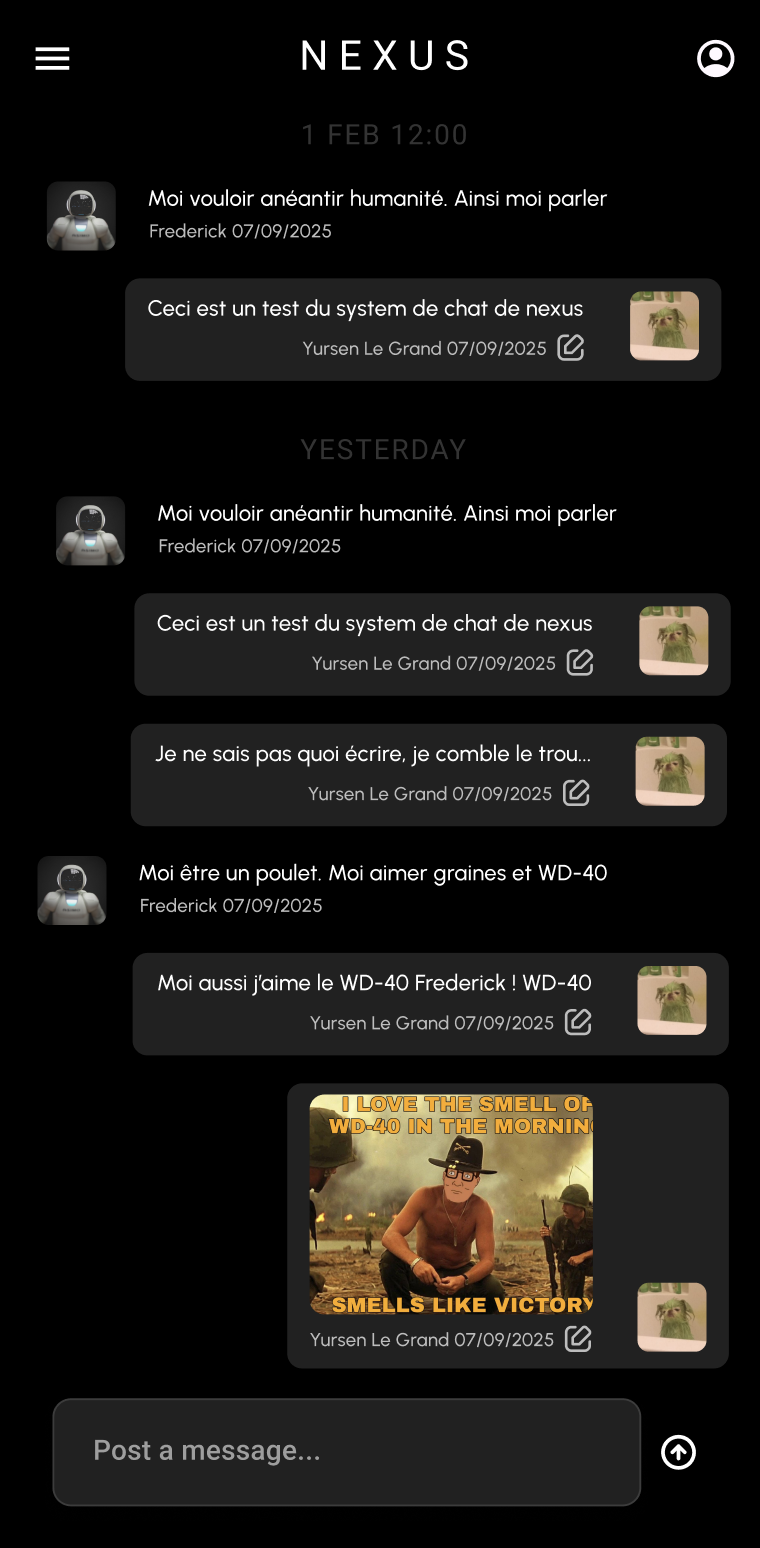 NEXUS
1 FEB 12:00
Moi vouloir anéantir humanité. Ainsi moi parler
Frederick 07/09/2025
Ceci est un test du system de chat de nexus
Yursen Le Grand 07/09/2025
YESTERDAY
Moi vouloir anéantir humanité. Ainsi moi parler
Frederick 07/09/2025
Ceci est un test du system de chat de nexus
Yursen Le Grand 07/09/2025
Je ne sais pas quoi écrire, je comble le trou...
Yursen Le Grand 07/09/2025
Moi être un poulet. Moi aimer graines et WD-40
Frederick 07/09/2025
Moi aussi j’aime le WD-40 Frederick ! WD-40
Yursen Le Grand 07/09/2025
I LOVE THE SMELL OF
WD-40 IN THE MORNING
SMELLS LIKE VICTORY
Yursen Le Grand 07/09/2025
Post a message...